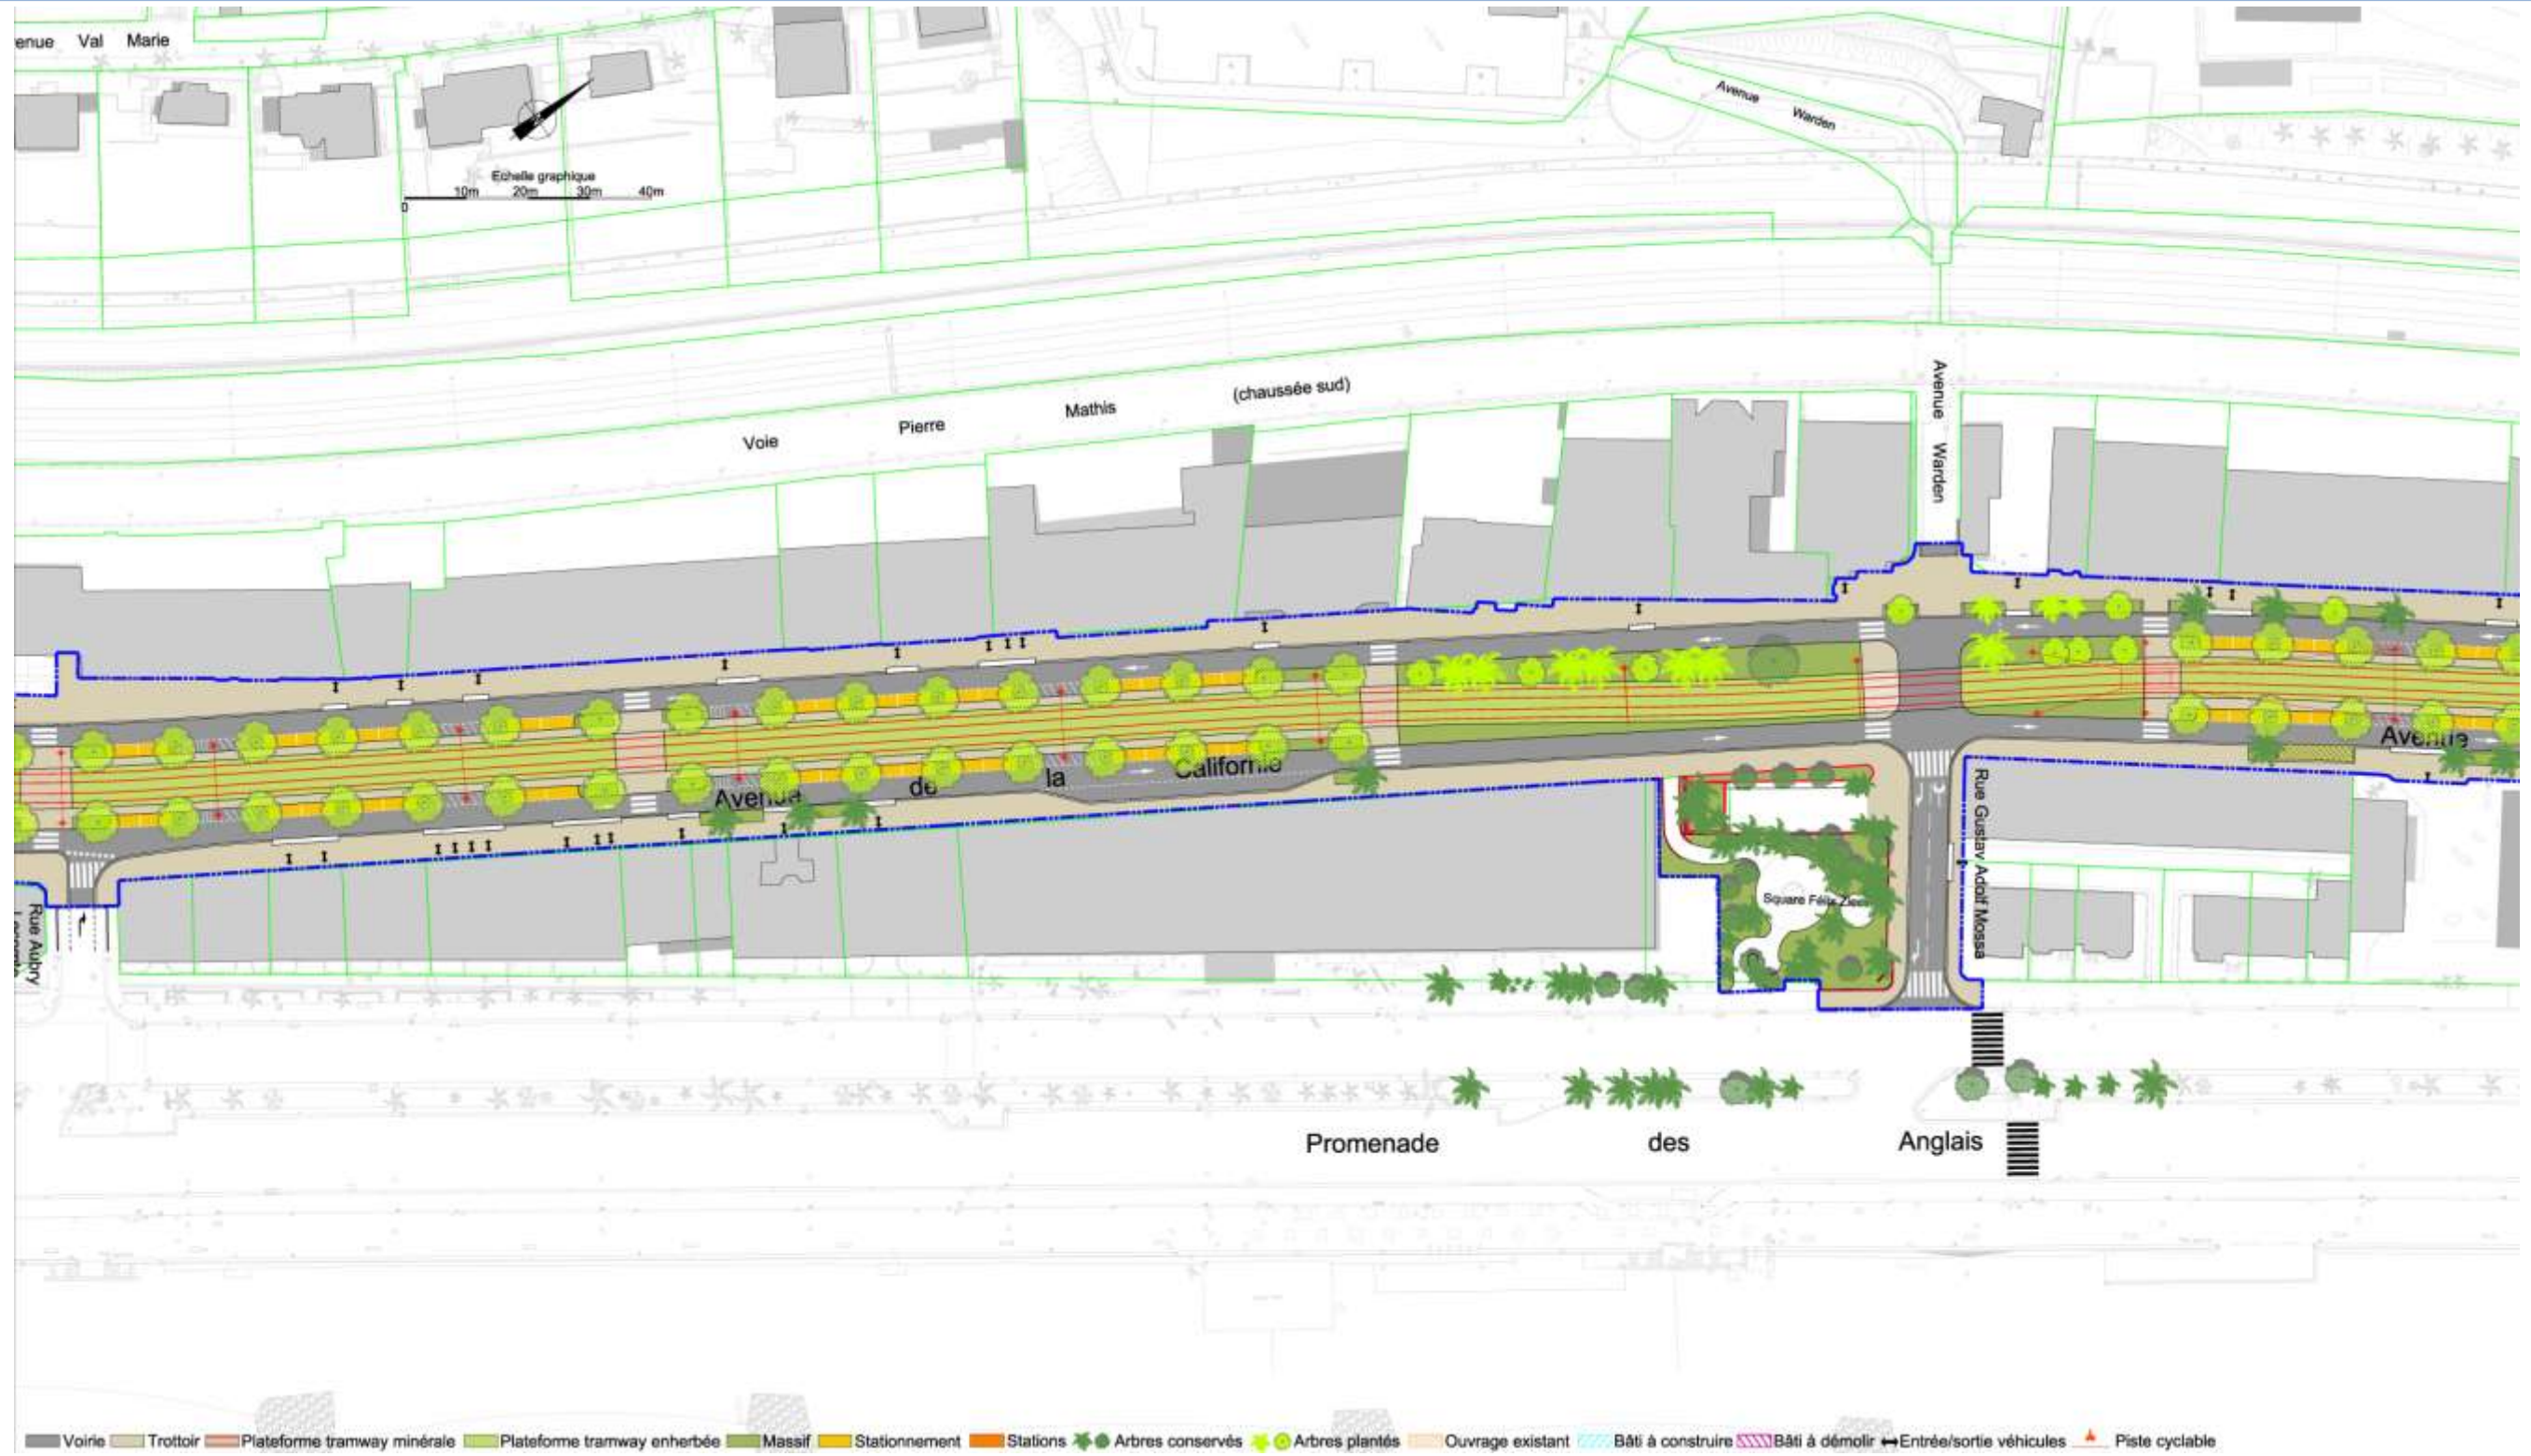 enue Val Marie
Avenue Warden
Echelle graphique
0 10m 20m 30m 40m
Voie Pierre Mathis (chaussée sud)
Avenue Warden
Avenue de la Californie
Avenue
Rue Aubry
Rue Gustav Adolf Mossa
Square Félix
Promenade des Anglais
Voirie Trottoir Plateforme tramway minérale Plateforme tramway enherbée Massif Stationnement Stations Arbres conservés Arbres plantés Ouvrage existant Bâti à construire Bâti à démolir Entrée/sortie véhicules Piste cyclable